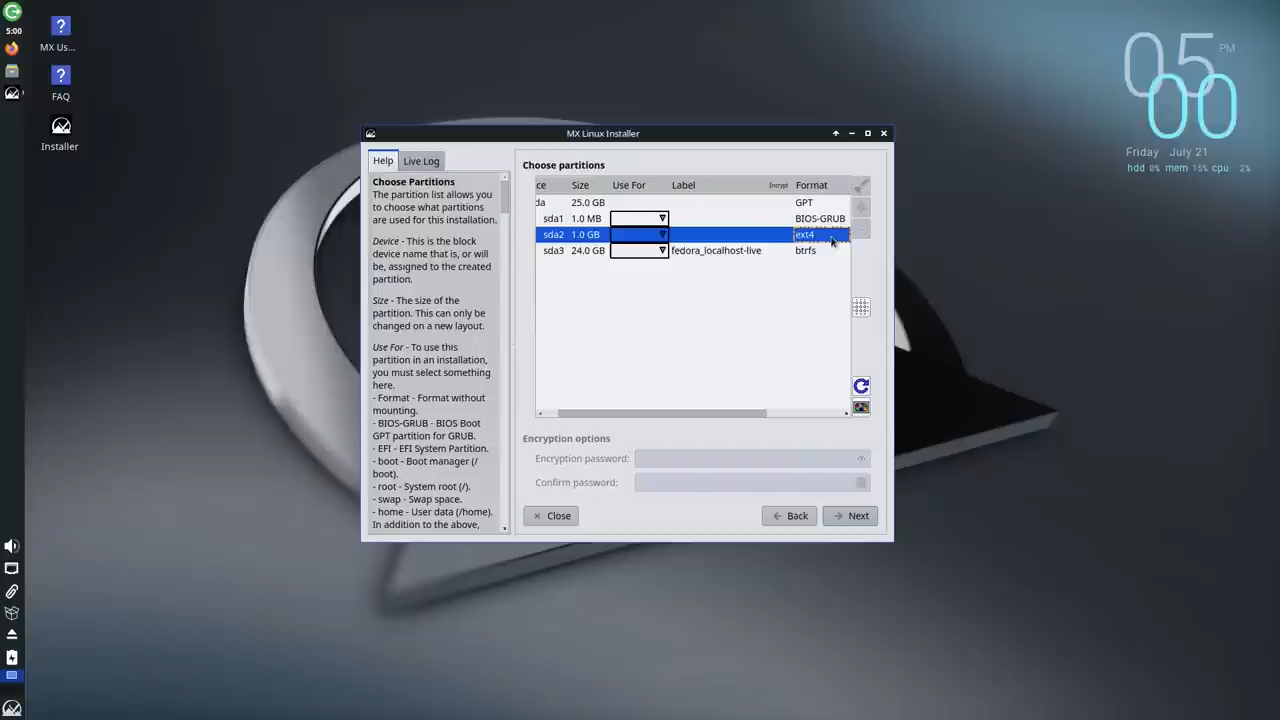 5:00
MX Us...
FAQ
Installer
05 PM
00
Friday July 21
hdd 0% mem 15% cpu 2%
MX Linux Installer
Help
Live Log
Choose Partitions
The partition list allows you
to choose what partitions
are used for this installation.
Device - This is the block
device name that is, or will
be, assigned to the created
partition.
Size - The size of the
partition. This can only be
changed on a new layout.
Use For - To use this
partition in an installation,
you must select something
here.
- Format - Format without
mounting.
- BIOS-GRUB - BIOS Boot
GPT partition for GRUB.
- EFI - EFI System Partition.
- boot - Boot manager (/
boot).
- root - System root (/).
- swap - Swap space.
- home - User data (/home).
In addition to the above,
Choose partitions
ce Size Use For Label Encrypt Format
da 25.0 GB GPT
sda1 1.0 MB BIOS-GRUB
sda2 1.0 GB ext4
sda3 24.0 GB fedora_localhost-live btrfs
Encryption options
Encryption password:
Confirm password:
Close
Back
Next